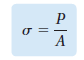 σ = P/A